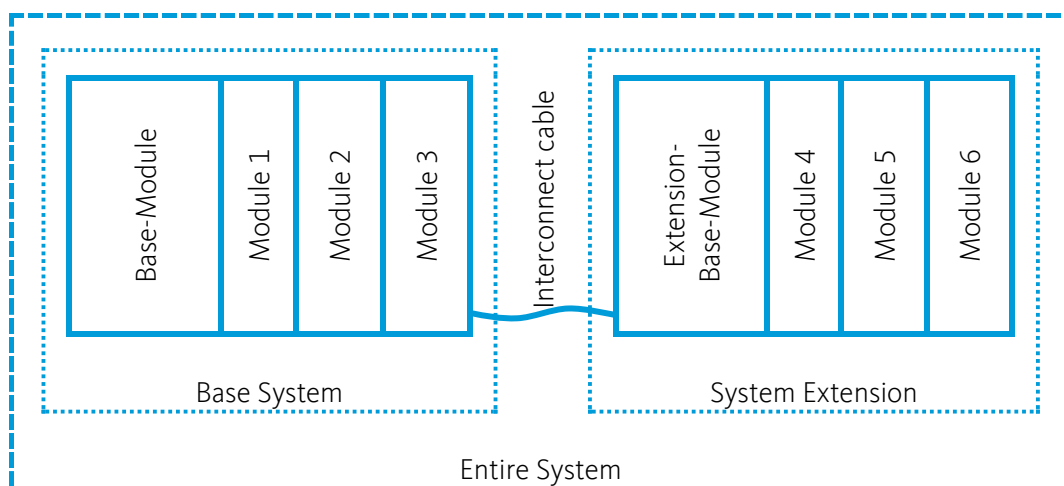 Base-Module
Module 1
Module 2
Module 3
Interconnect cable
Extension-
Base-Module
Module 4
Module 5
Module 6
Base System
System Extension
Entire System